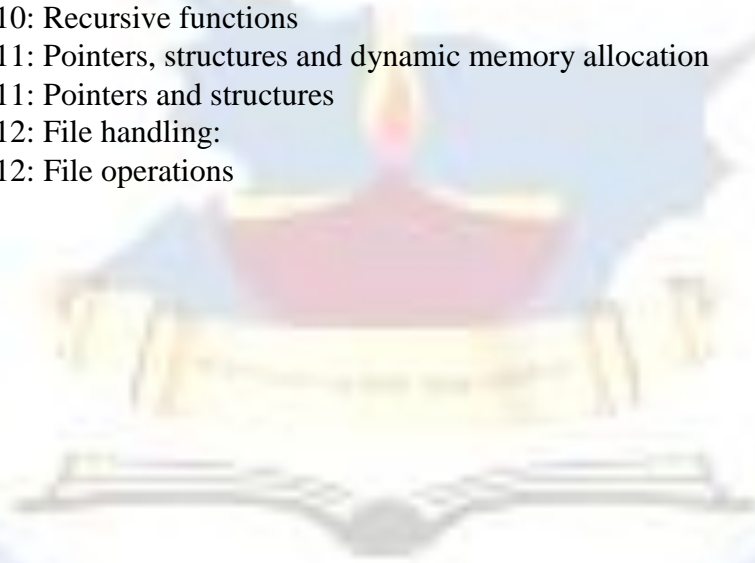 10: Recursive functions
11: Pointers, structures and dynamic memory allocation
11: Pointers and structures
12: File handling:
12: File operations